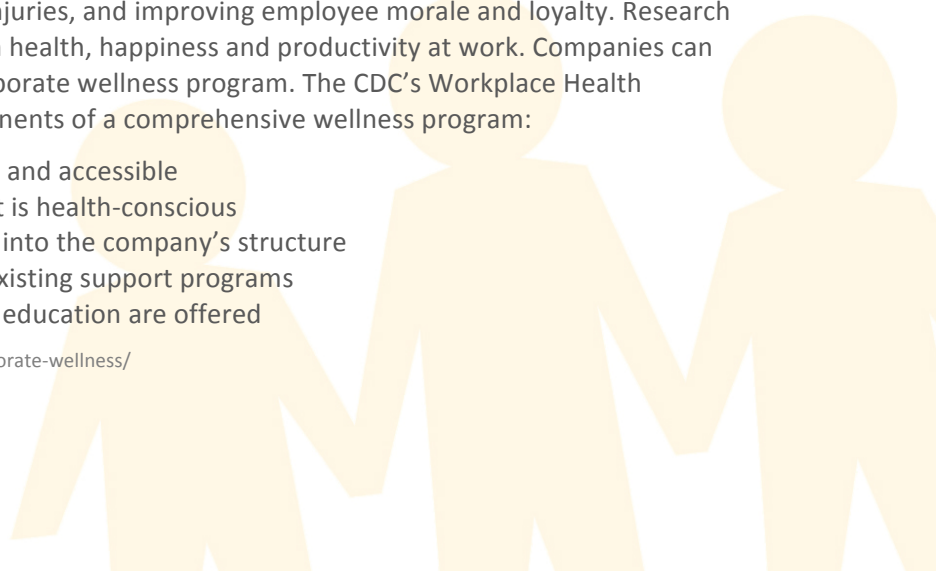 njuries, and improving employee morale and loyalty. Research
health, happiness and productivity at work. Companies can
porate wellness program. The CDC’s Workplace Health
nents of a comprehensive wellness program:
and accessible
t is health-conscious
into the company’s structure
xisting support programs
education are offered
orate-wellness/